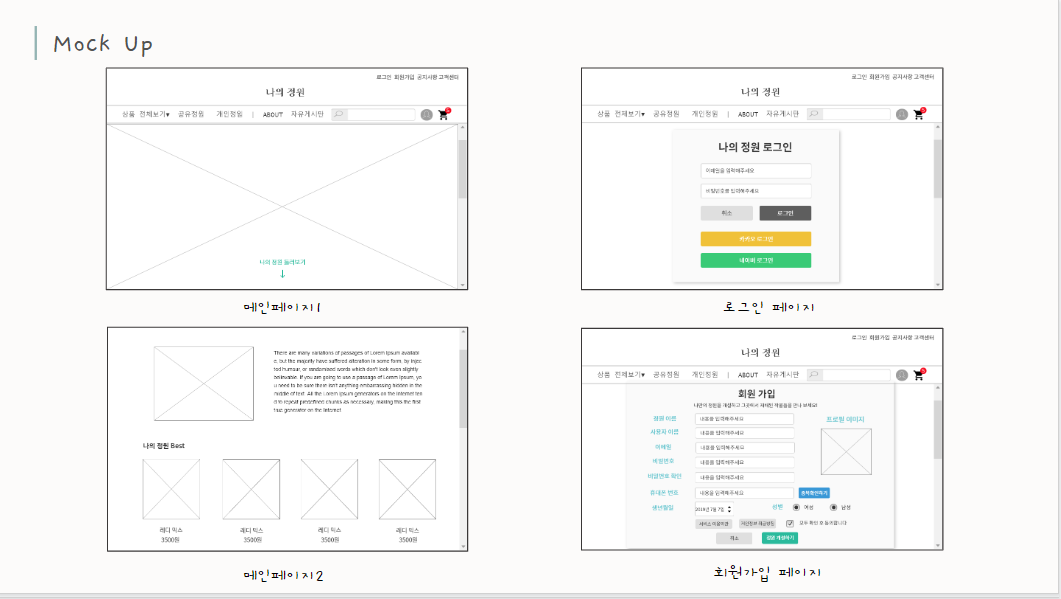 Mock Up
로그인 회원가입 공지사항 고객센터
나의 정원
상품 전체보기▾ 공유정원 개인정원 | ABOUT 자유게시판
나의 정원 둘러보기
↓
메인페이지1
로그인 회원가입 공지사항 고객센터
나의 정원
상품 전체보기▾ 공유정원 개인정원 | ABOUT 자유게시판
나의 정원 로그인
이메일을 입력해주세요
비밀번호를 입력해주세요
취소 로그인
카카오 로그인
네이버 로그인
로그인 페이지
There are many variations of passages of Lorem Ipsum availabl
e, but the majority have suffered alteration in some form, by injec
ted humour, or randomised words which don't look even slightly
believable. If you are going to use a passage of Lorem Ipsum, yo
u need to be sure there isn't anything embarrassing hidden in the
middle of text. All the Lorem Ipsum generators on the Internet ten
d to repeat predefined chunks as necessary, making this the first
true generator on the Internet
나의 정원 Best
레디 믹스 레디 믹스 레디 믹스 레디 믹스
3500원 3500원 3500원 3500원
메인페이지2
로그인 회원가입 공지사항 고객센터
나의 정원
상품 전체보기▾ 공유정원 개인정원 | ABOUT 자유게시판
회원 가입
정원 이름 내용을 입력해주세요 프로필 이미지
사용자 이름 내용을 입력해주세요
이메일 내용을 입력해주세요
비밀번호 내용을 입력해주세요
비밀번호 확인 내용을 입력해주세요
휴대폰 번호 내용을 입력해주세요 중복확인하기
생년월일 2019년 7월 7일 성별 여성 남성
서비스 이용약관 개인정보 취급방침 모두 확인 후 동의합니다
취소 정원 개설하기
회원가입 페이지